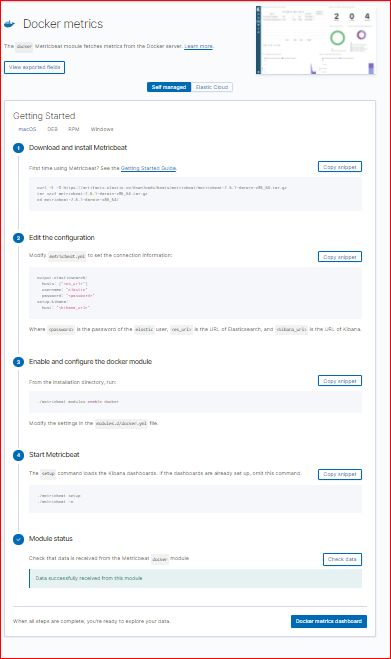 Docker metrics
The docker Metricbeat module fetches metrics from the Docker server. Learn more.
View exported fields
2 0 4
Self managed
Elastic Cloud
Getting Started
macOS DEB RPM Windows
1 Download and install Metricbeat
First time using Metricbeat? See the Getting Started Guide.
Copy snippet
curl -L -O https://artifacts.elastic.co/downloads/beats/metricbeat/metricbeat-7.6.1-darwin-x86_64.tar.gz
tar xzvf metricbeat-7.6.1-darwin-x86_64.tar.gz
cd metricbeat-7.6.1-darwin-x86_64/
2 Edit the configuration
Modify metricbeat.yml to set the connection information:
Copy snippet
output.elasticsearch:
hosts: ["<es_url>"]
username: "elastic"
password: "<password>"
setup.kibana:
host: "<kibana_url>"
Where <password> is the password of the elastic user, <es_url> is the URL of Elasticsearch, and <kibana_url> is the URL of Kibana.
3 Enable and configure the docker module
From the installation directory, run:
Copy snippet
./metricbeat modules enable docker
Modify the settings in the modules.d/docker.yml file.
4 Start Metricbeat
The setup command loads the Kibana dashboards. If the dashboards are already set up, omit this command.
Copy snippet
./metricbeat setup
./metricbeat -e
Module status
Check that data is received from the Metricbeat docker module
Check data
Data successfully received from this module
When all steps are complete, you're ready to explore your data.
Docker metrics dashboard